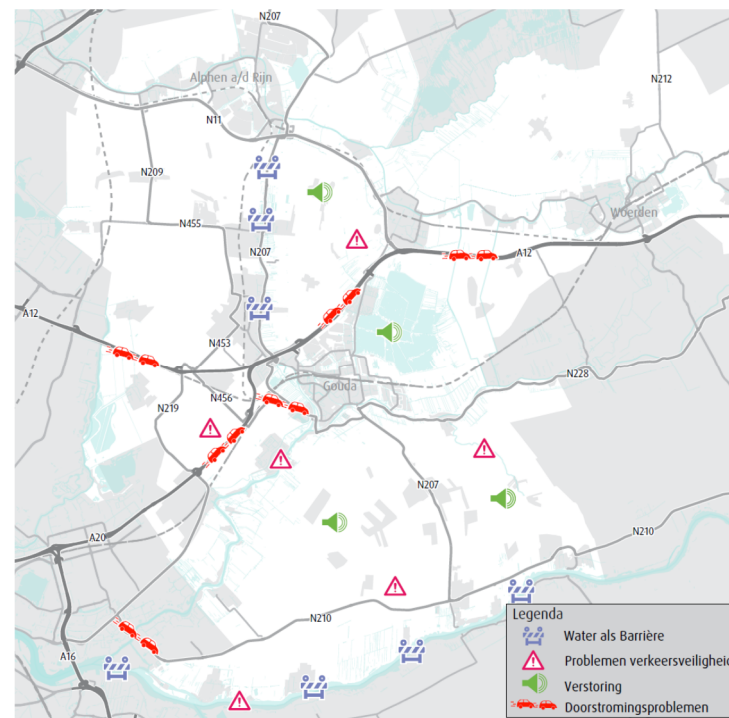 N207
Alphen a/d Rijn
N212
N11
N209
Woerden
N455
N207
A12
A12
N453
N456
Gouda
N228
N219
N207
N210
A20
N210
A16
Legenda
Water als Barrière
Problemen verkeersveiligheid
Verstoring
Doorstromingsproblemen